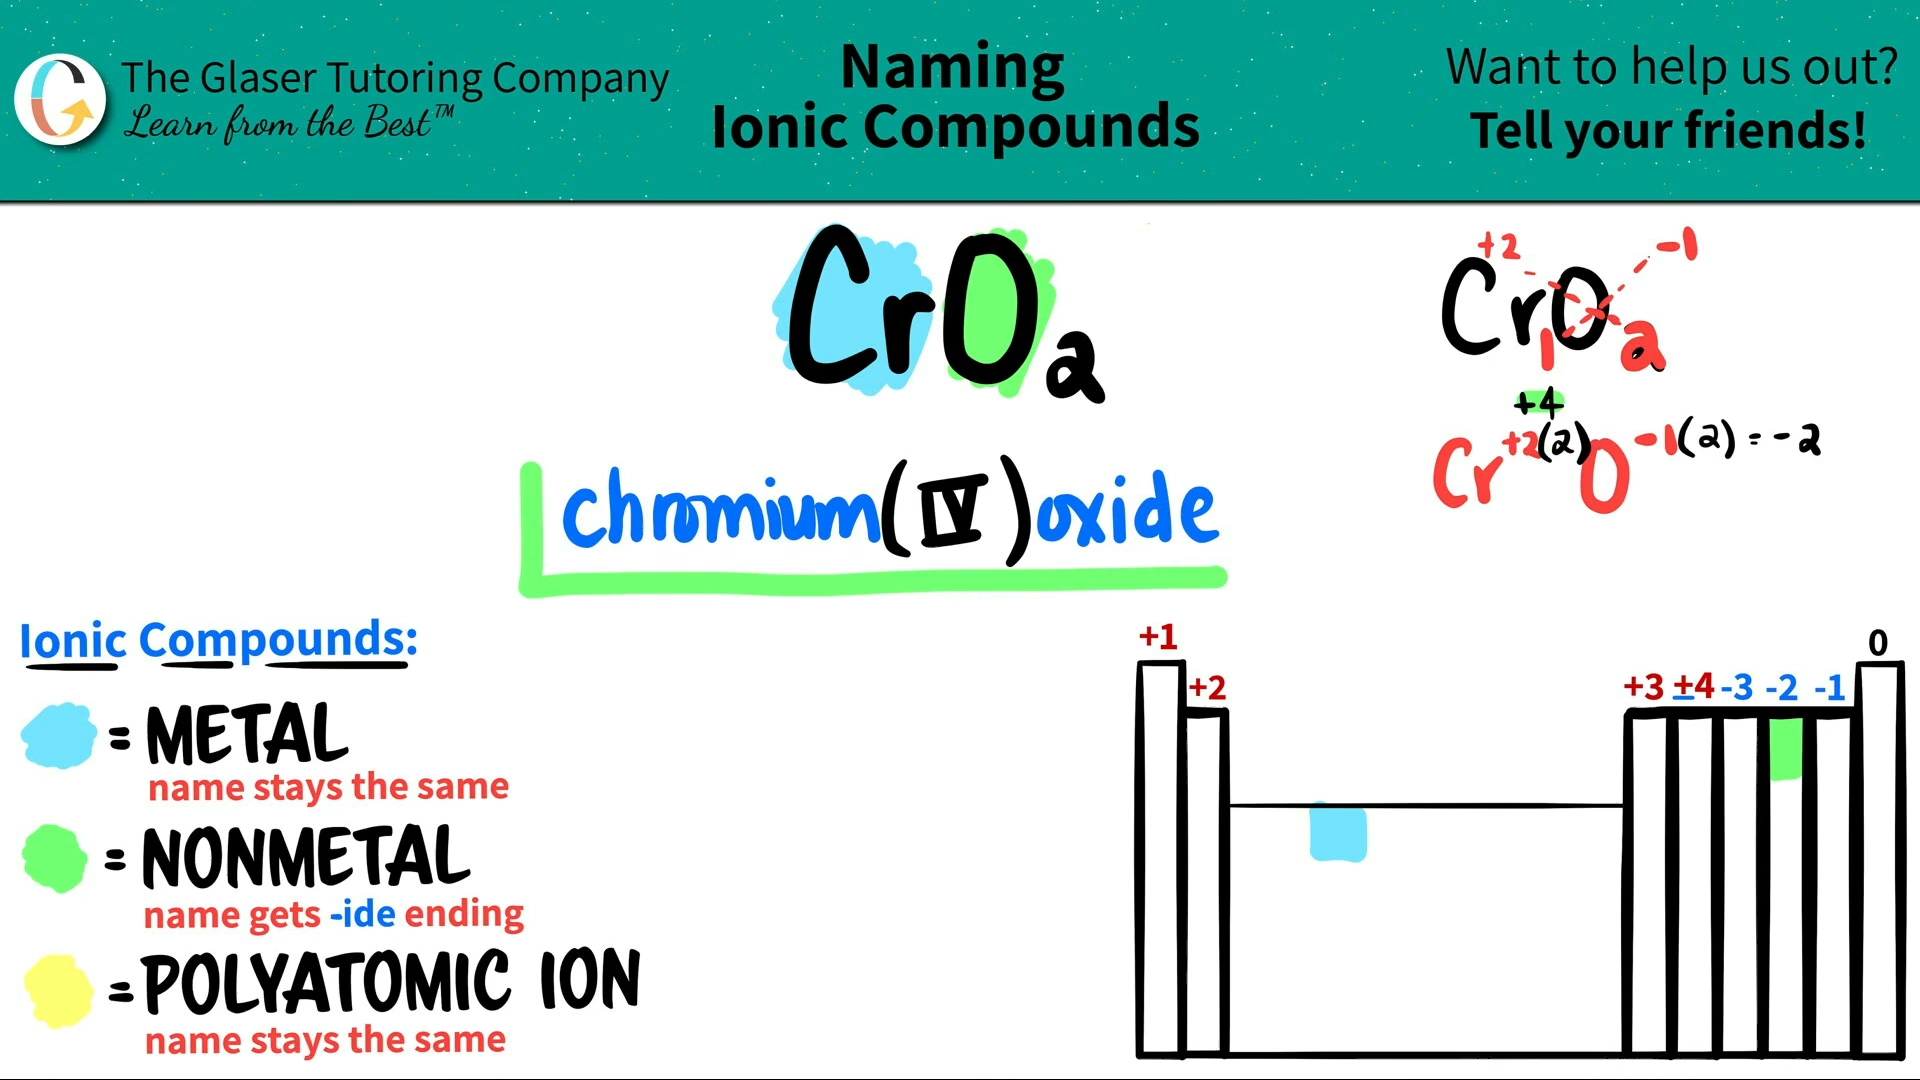 The Glaser Tutoring Company
Learn from the Best™
Naming
Ionic Compounds
Want to help us out?
Tell your friends!
CrO2
chromium(IV)oxide
+2 -1
CrO
1 2
+4
Cr+2(2)O-1(2)=-2
Ionic Compounds:
= METAL
name stays the same
= NONMETAL
name gets -ide ending
= POLYATOMIC ION
name stays the same
+1
+2
+3 ±4 -3 -2 -1
0